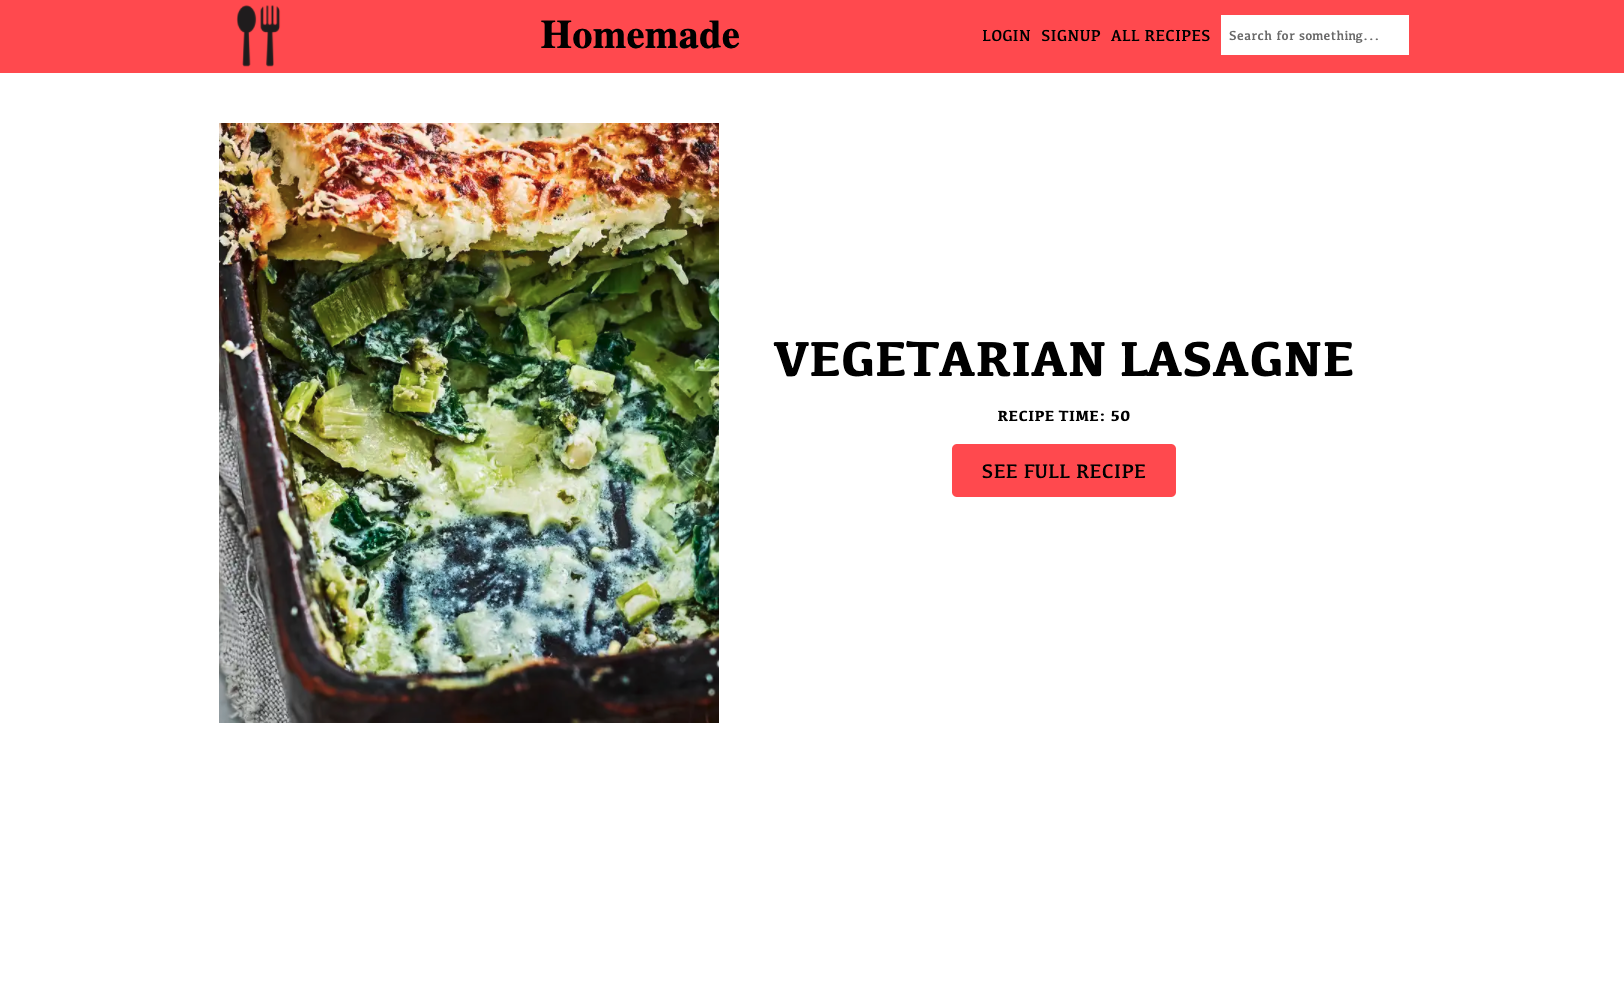 Homemade
LOGIN SIGNUP ALL RECIPES Search for something...
VEGETARIAN LASAGNE
RECIPE TIME: 50
SEE FULL RECIPE